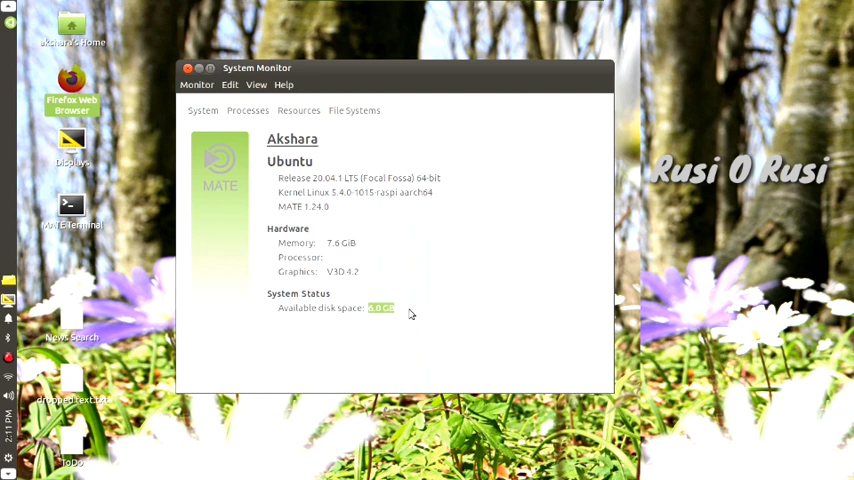 akshara's Home
Firefox Web
Browser
Displays
MATE Terminal
News Search
dropped text.txt
ToDo
2:11 PM
System Monitor
Monitor Edit View Help
System Processes Resources File Systems
MATE
Akshara
Ubuntu
Release 20.04.1 LTS (Focal Fossa) 64-bit
Kernel Linux 5.4.0-1015-raspi aarch64
MATE 1.24.0
Hardware
Memory: 7.6 GiB
Processor:
Graphics: V3D 4.2
System Status
Available disk space: 6.0 GB
Rusi O Rusi